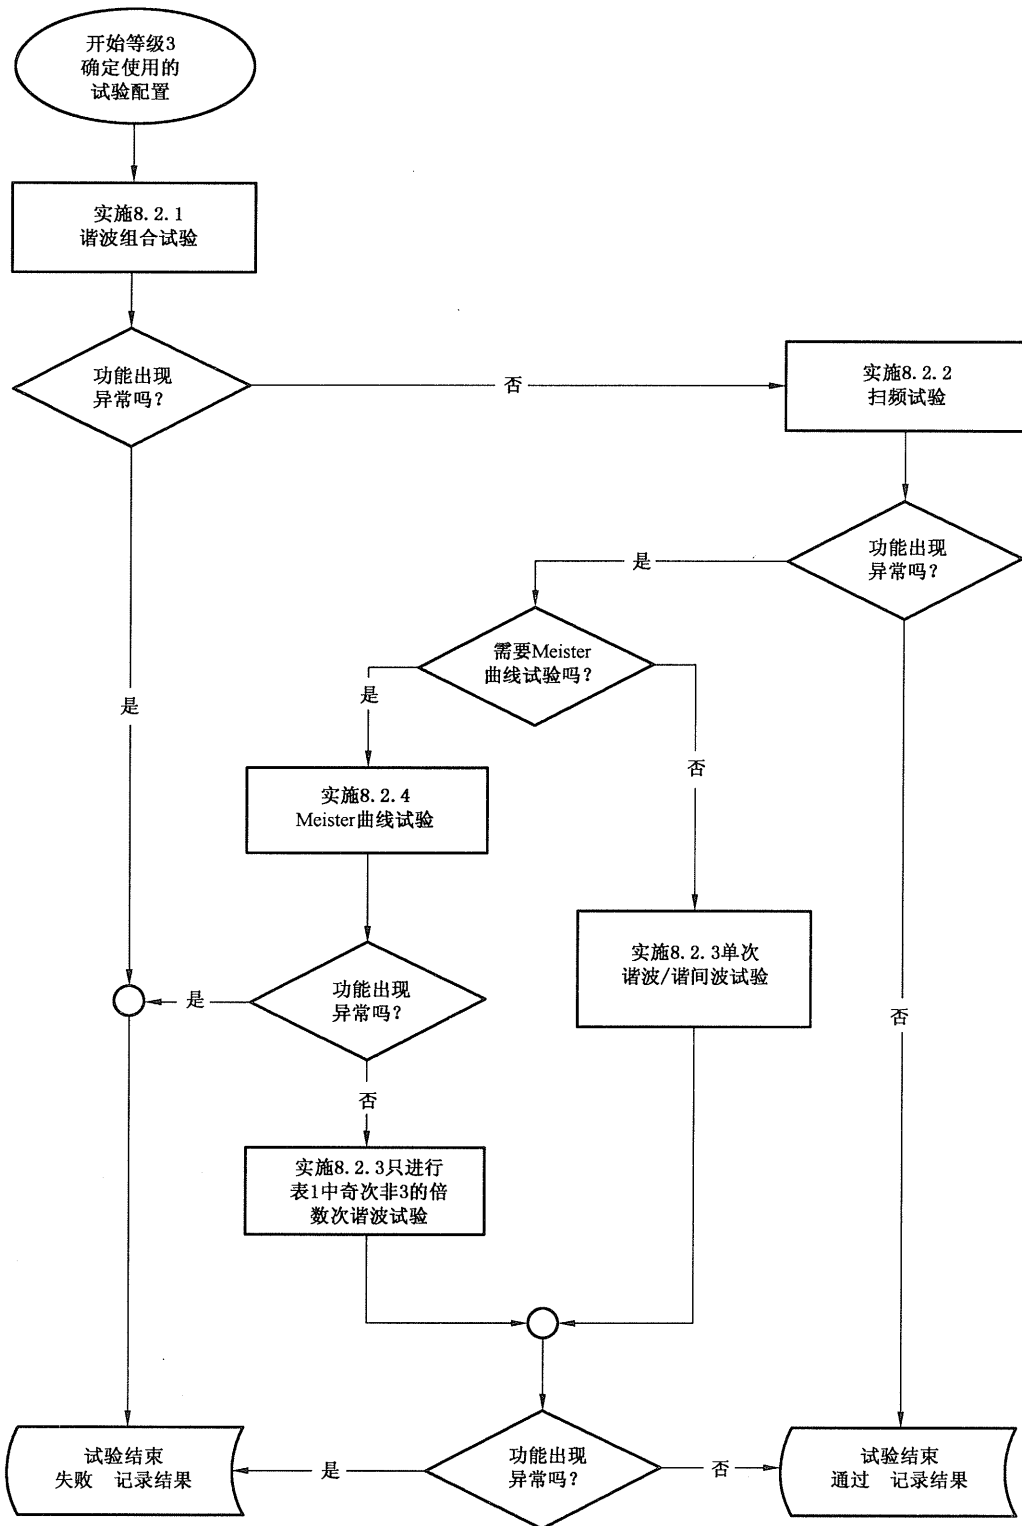 开始等级3
确定使用的
试验配置
实施8.2.1
谐波组合试验
功能出现
异常吗?
否
实施8.2.2
扫频试验
功能出现
异常吗?
是
需要Meister
曲线试验吗?
是
是
否
实施8.2.4
Meister曲线试验
实施8.2.3单次
谐波/谐间波试验
功能出现
异常吗?
是
否
否
实施8.2.3只进行
表1中奇次非3的倍
数次谐波试验
功能出现
异常吗?
是
否
试验结束
失败 记录结果
试验结束
通过 记录结果